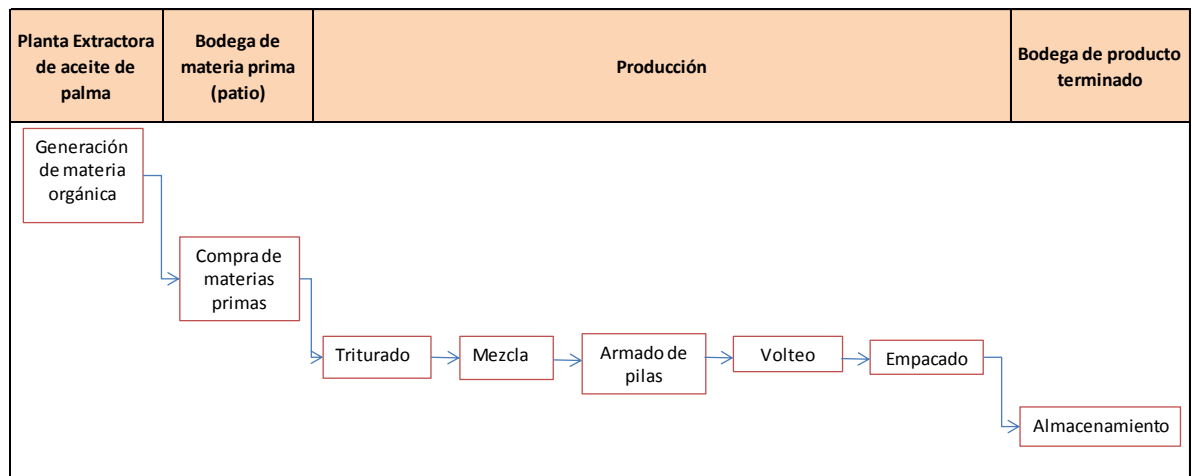 Planta Extractora
de aceite de
palma
Bodega de
materia prima
(patio)
Producción
Bodega de producto
terminado
Generación
de materia
orgánica
Compra de
materias
primas
Triturado
Mezcla
Armado de
pilas
Volteo
Empacado
Almacenamiento